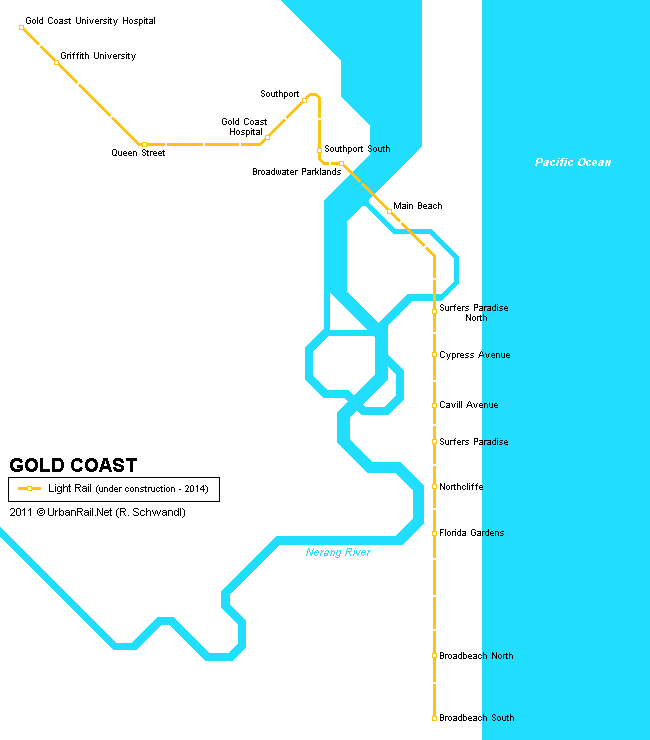 Gold Coast University Hospital
Griffith University
Southport
Gold Coast
Hospital
Queen Street
Southport South
Broadwater Parklands
Pacific Ocean
Main Beach
Surfers Paradise
North
Cypress Avenue
Cavill Avenue
Surfers Paradise
GOLD COAST
Light Rail (under construction - 2014)
2011 © UrbanRail.Net (R. Schwandl)
Northcliffe
Florida Gardens
Nerang River
Broadbeach North
Broadbeach South